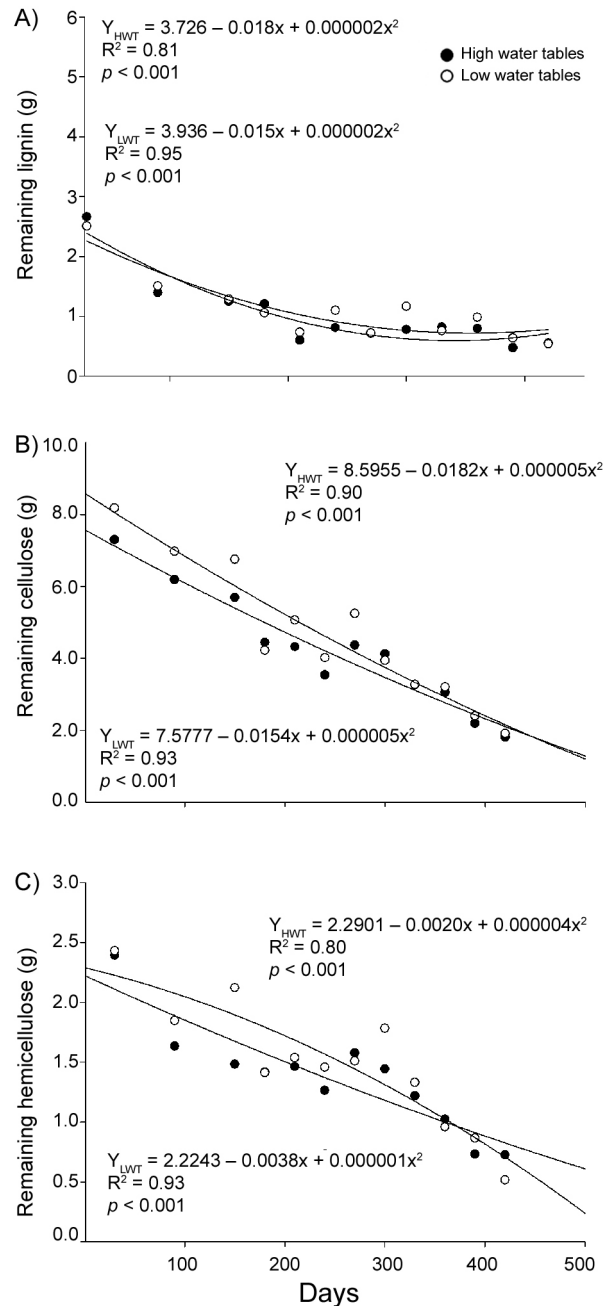 A)
Y_HWT = 3.726 – 0.018x + 0.000002x²
R² = 0.81
p < 0.001
High water tables
Low water tables
Y_LWT = 3.936 – 0.015x + 0.000002x²
R² = 0.95
p < 0.001
Remaining lignin (g)
6
5
4
3
2
1
0
B)
Y_HWT = 8.5955 – 0.0182x + 0.000005x²
R² = 0.90
p < 0.001
Remaining cellulose (g)
10.0
8.0
6.0
4.0
2.0
0.0
Y_LWT = 7.5777 – 0.0154x + 0.000005x²
R² = 0.93
p < 0.001
C)
Y_HWT = 2.2901 – 0.0020x + 0.000004x²
R² = 0.80
p < 0.001
Remaining hemicellulose (g)
3.0
2.5
2.0
1.5
1.0
0.5
0.0
Y_LWT = 2.2243 – 0.0038x + 0.000001x²
R² = 0.93
p < 0.001
100 200 300 400 500
Days